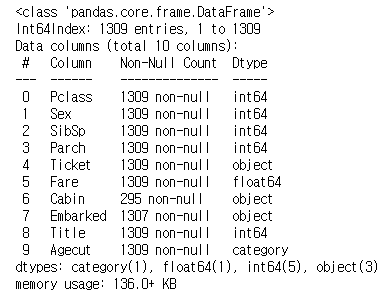 <class 'pandas.core.frame.DataFrame'>
Int64Index: 1309 entries, 1 to 1309
Data columns (total 10 columns):
 #   Column    Non-Null Count  Dtype
---  ------    --------------  -----
 0   Pclass    1309 non-null   int64
 1   Sex       1309 non-null   int64
 2   SibSp     1309 non-null   int64
 3   Parch     1309 non-null   int64
 4   Ticket    1309 non-null   object
 5   Fare      1309 non-null   float64
 6   Cabin     295 non-null    object
 7   Embarked  1307 non-null   object
 8   Title     1309 non-null   int64
 9   Agecut    1309 non-null   category
dtypes: category(1), float64(1), int64(5), object(3)
memory usage: 136.0+ KB